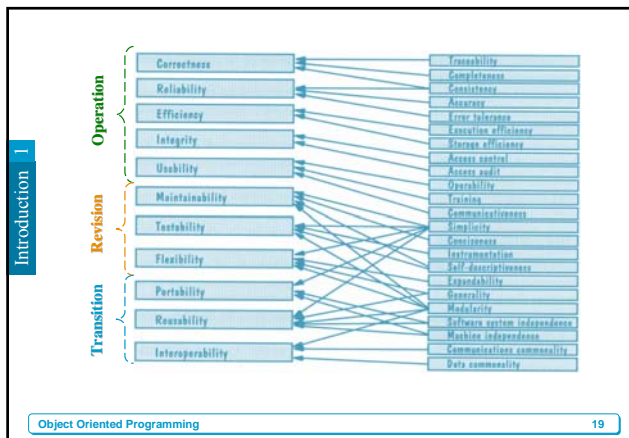 Introduction 1
Operation
Revision
Transition
Correctness
Reliability
Efficiency
Integrity
Usability
Maintainability
Testability
Flexibility
Portability
Reusability
Interoperability
Traceability
Completeness
Consistency
Accuracy
Error tolerance
Execution efficiency
Storage efficiency
Access control
Access audit
Operability
Training
Communicativeness
Simplicity
Conciseness
Instrumentation
Self-descriptiveness
Expandability
Generality
Modularity
Software system independence
Machine independence
Communications commonality
Data commonality
Object Oriented Programming 19